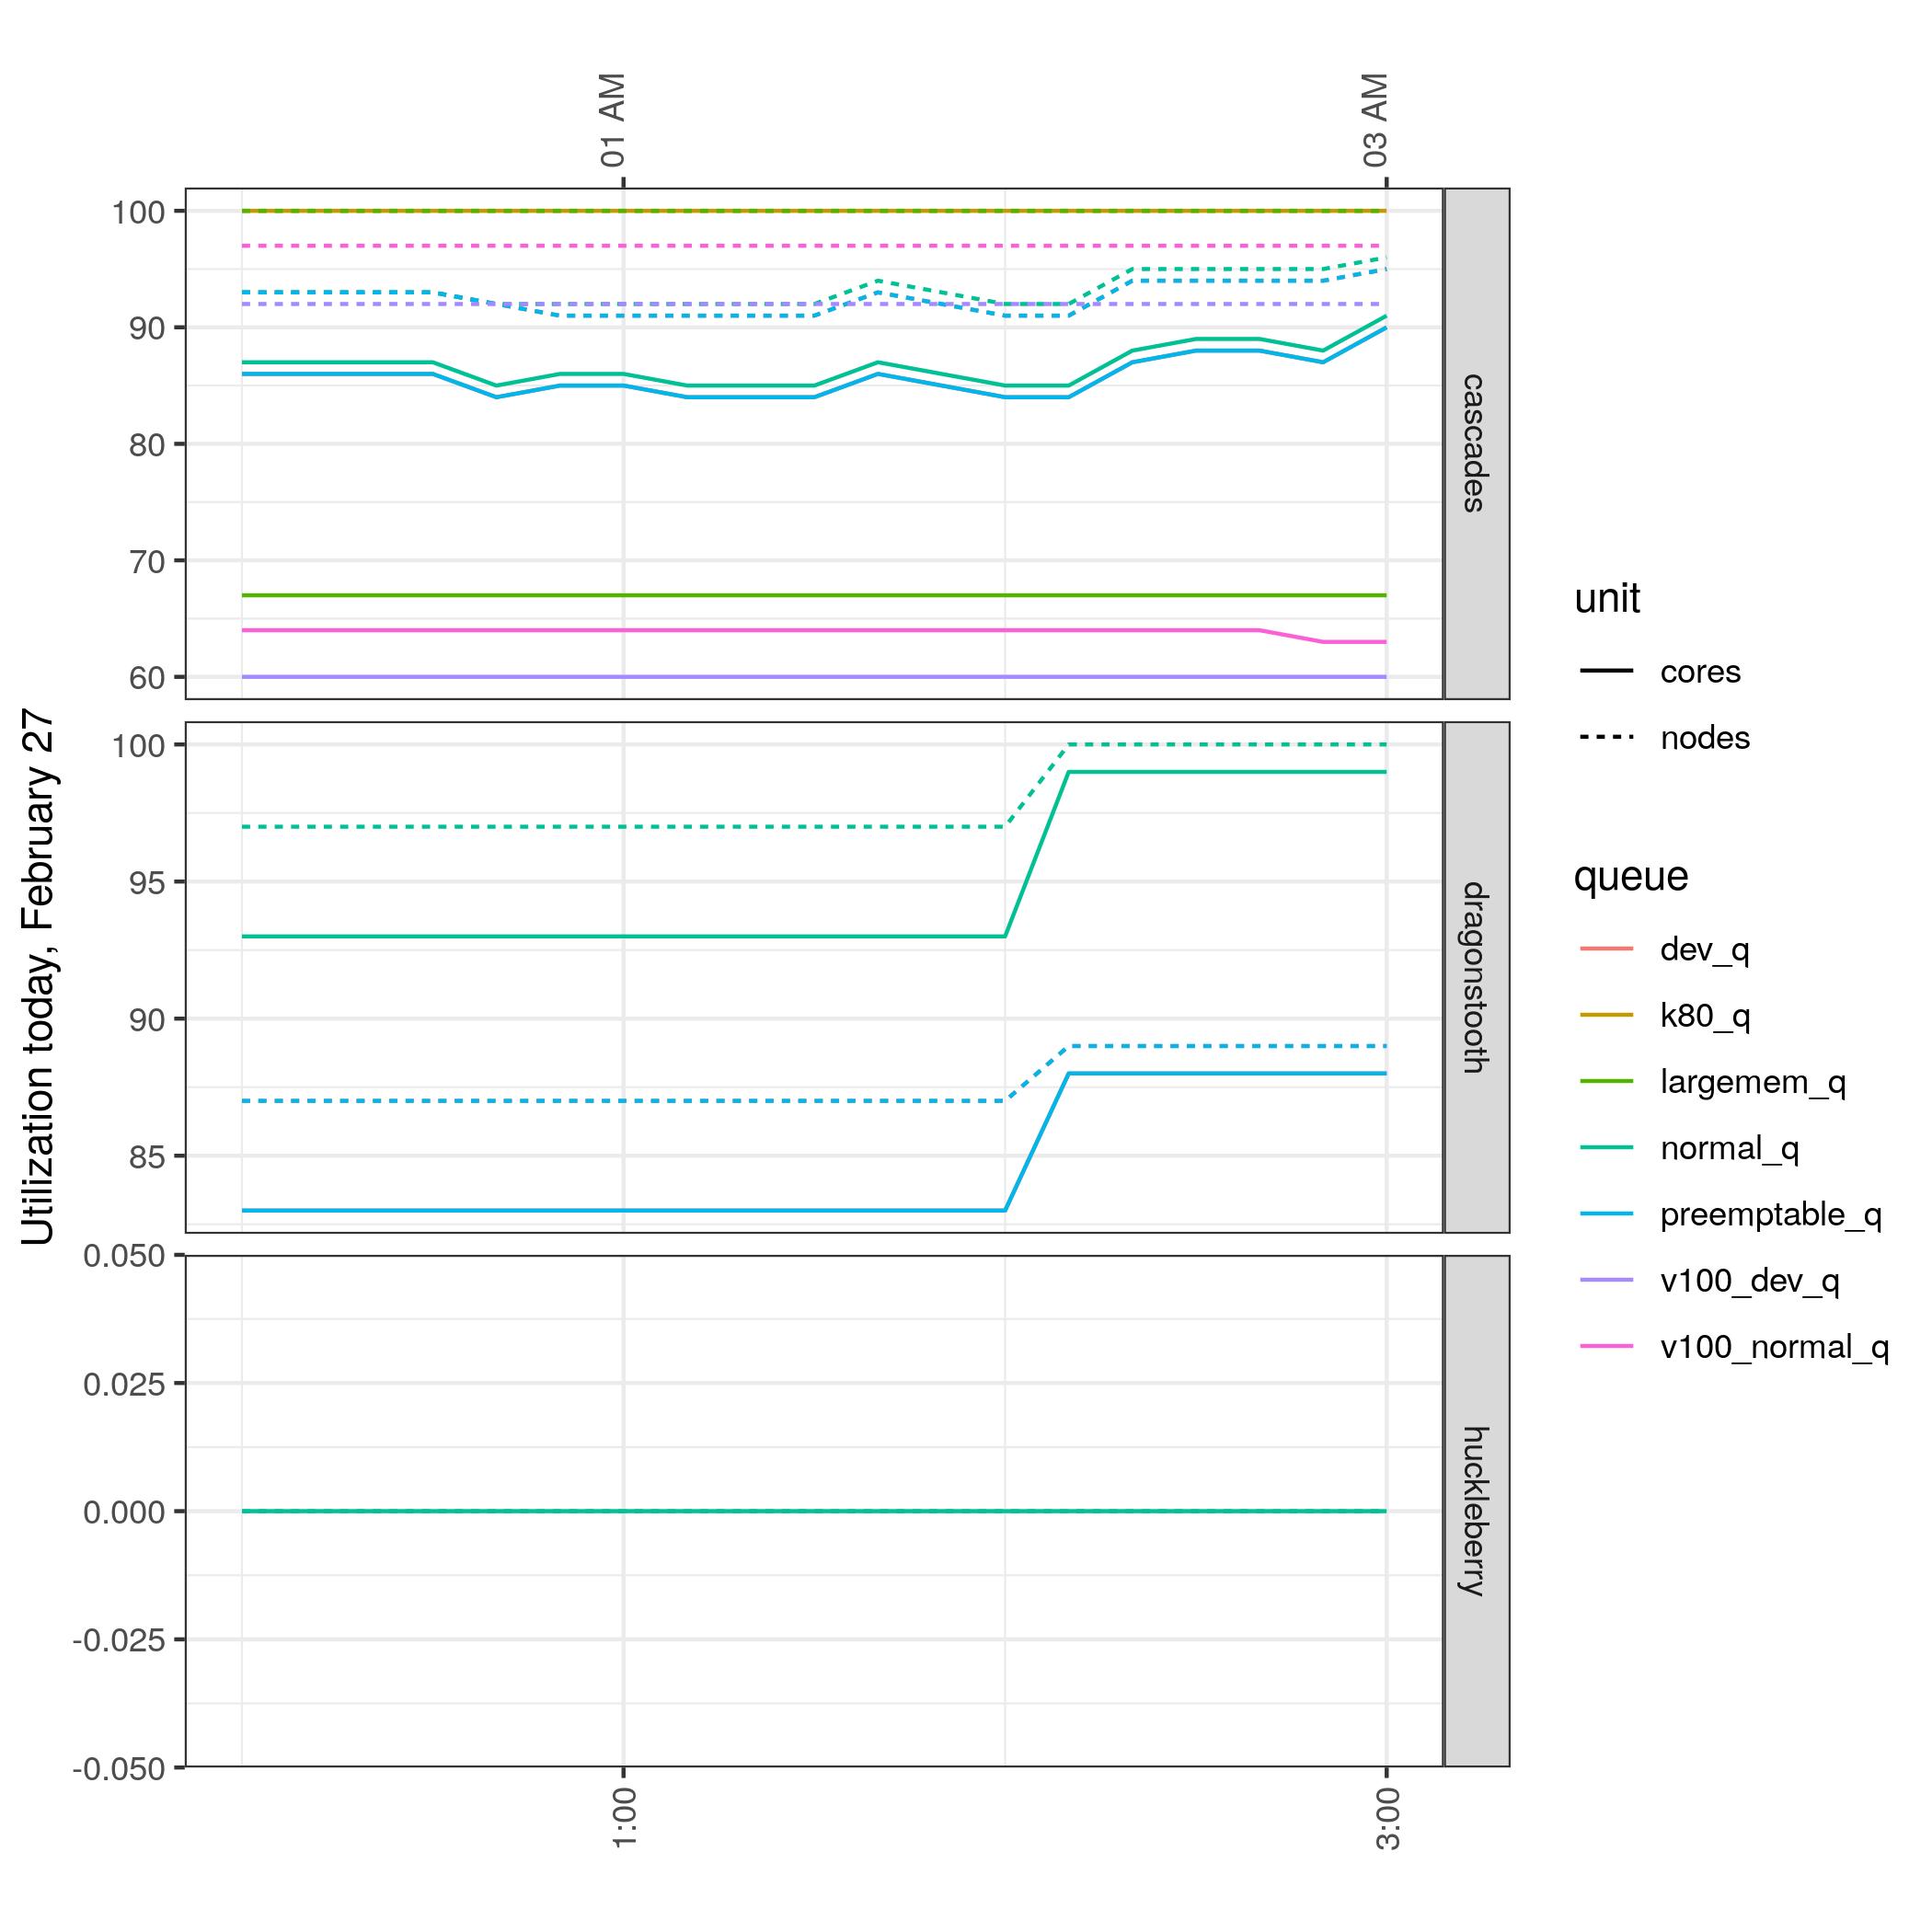 01 AM
03 AM
Utilization today, February 27
100
90
80
70
60
cascades
100
95
90
85
dragonstooth
0.050
0.025
0.000
-0.025
-0.050
huckleberry
1:00
3:00
unit
cores
nodes
queue
dev_q
k80_q
largemem_q
normal_q
preemptable_q
v100_dev_q
v100_normal_q